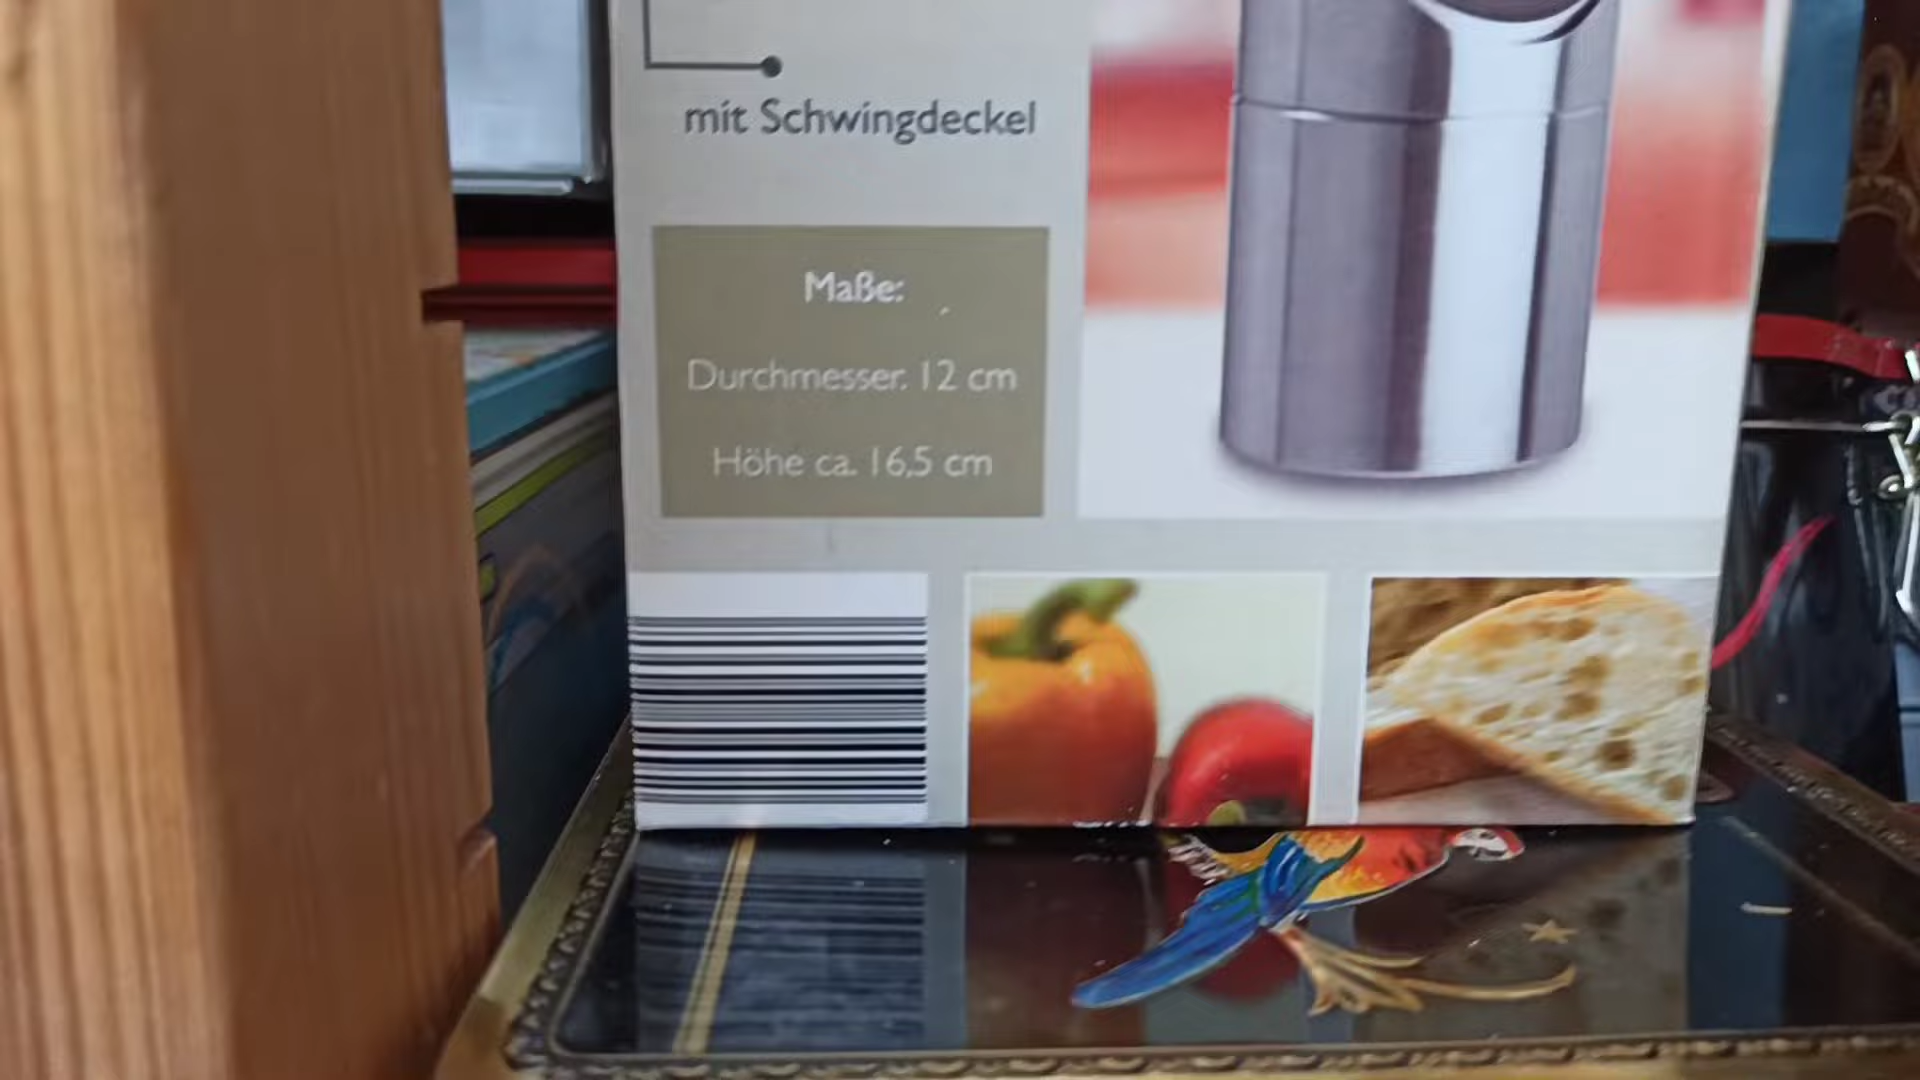 mit Schwingdeckel
Maße:
Durchmesser: 12 cm
Höhe ca. 16,5 cm